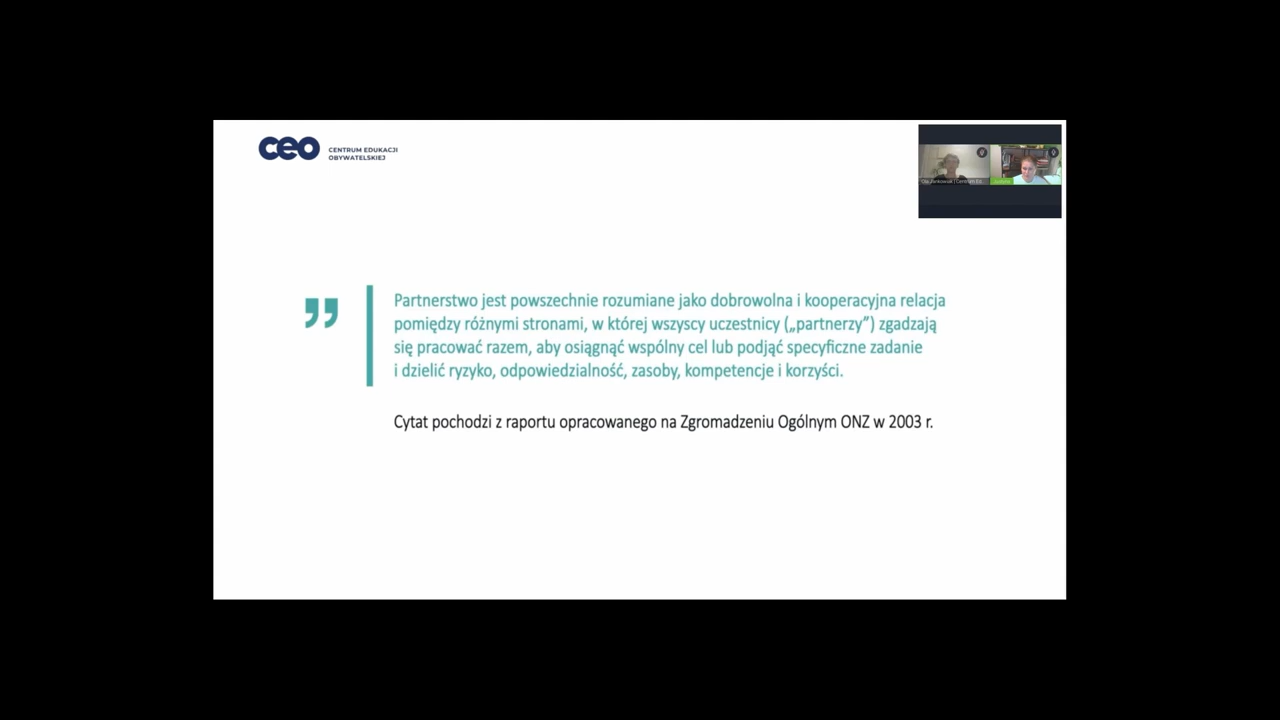 ceo
CENTRUM EDUKACJI
OBYWATELSKIEJ
”
Partnerstwo jest powszechnie rozumiane jako dobrowolna i kooperacyjna relacja
pomiędzy różnymi stronami, w której wszyscy uczestnicy („partnerzy”) zgadzają
się pracować razem, aby osiągnąć wspólny cel lub podjąć specyficzne zadanie
i dzielić ryzyko, odpowiedzialność, zasoby, kompetencje i korzyści.
Cytat pochodzi z raportu opracowanego na Zgromadzeniu Ogólnym ONZ w 2003 r.